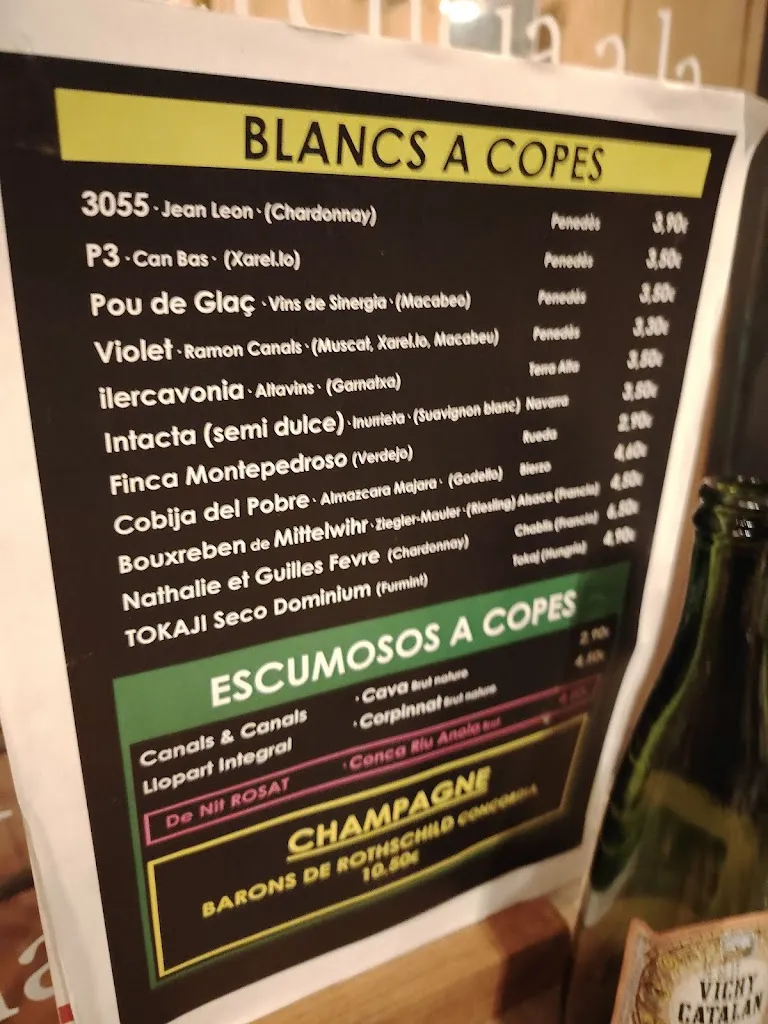 a la
BLANCS A COPES
3055 · Jean Leon · (Chardonnay) Penedès 3,90€
P3 · Can Bas · (Xarel.lo) Penedès 3,50€
Pou de Glaç · Vins de Sinergia · (Macabeo) Penedès 3,50€
Violet · Ramon Canals · (Muscat, Xarel.lo, Macabeu) Penedès 3,30€
ilercavonia · Altavins · (Garnatxa) Terra Alta 3,50€
Intacta (semi dulce) · Inurrieta · (Suavignon blanc) Navarra 3,50€
Finca Montepedroso (Verdejo) Rueda 2,90€
Cobija del Pobre · Almazcara Majara · (Godello) Bierzo 4,60€
Bouxreben de Mittelwihr · Ziegler-Mauler · (Riesling) Alsace (Francia) 4,50€
Nathalie et Guilles Fevre (Chardonnay) Chablis (Francia) 6,50€
TOKAJI Seco Dominium (Furmint) Tokaj (Hungria) 4,90€
ESCUMOSOS A COPES
Canals & Canals · Cava Brut nature 2,90€
Llopart Integral · Corpinnat Brut nature 4,50€
De Nit ROSAT · Conca Riu Anoia Brut
CHAMPAGNE
BARONS DE ROTHSCHILD CONCORDIA
10,50€
VICHY
CATALAN